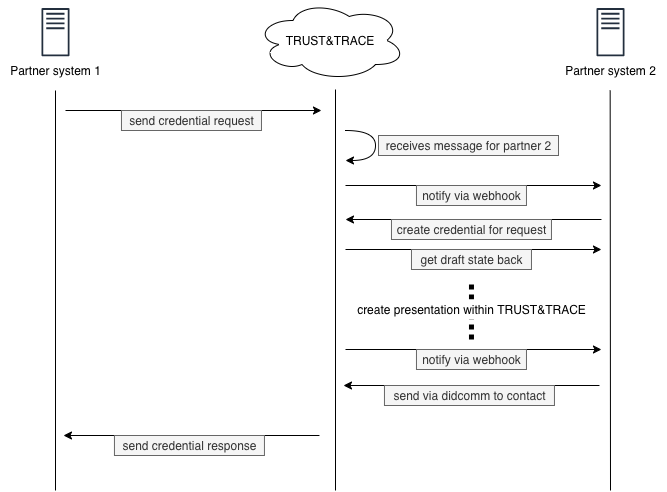 TRUST&TRACE
Partner system 1
Partner system 2
send credential request
receives message for partner 2
notify via webhook
create credential for request
get draft state back
create presentation within TRUST&TRACE
notify via webhook
send via didcomm to contact
send credential response